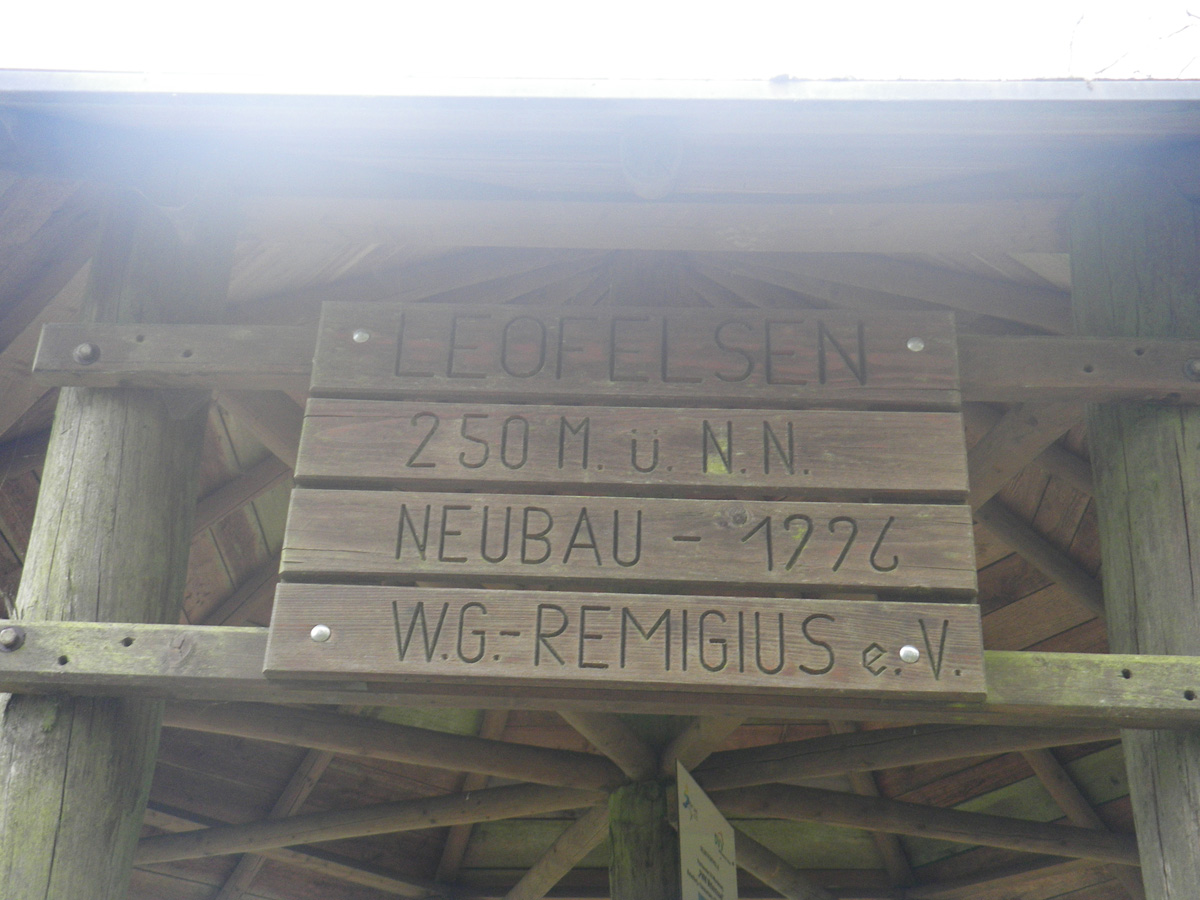 LEOFELSEN
250 M. ü. N.N.
NEUBAU - 1996
W.G.-REMIGIUS e.V.